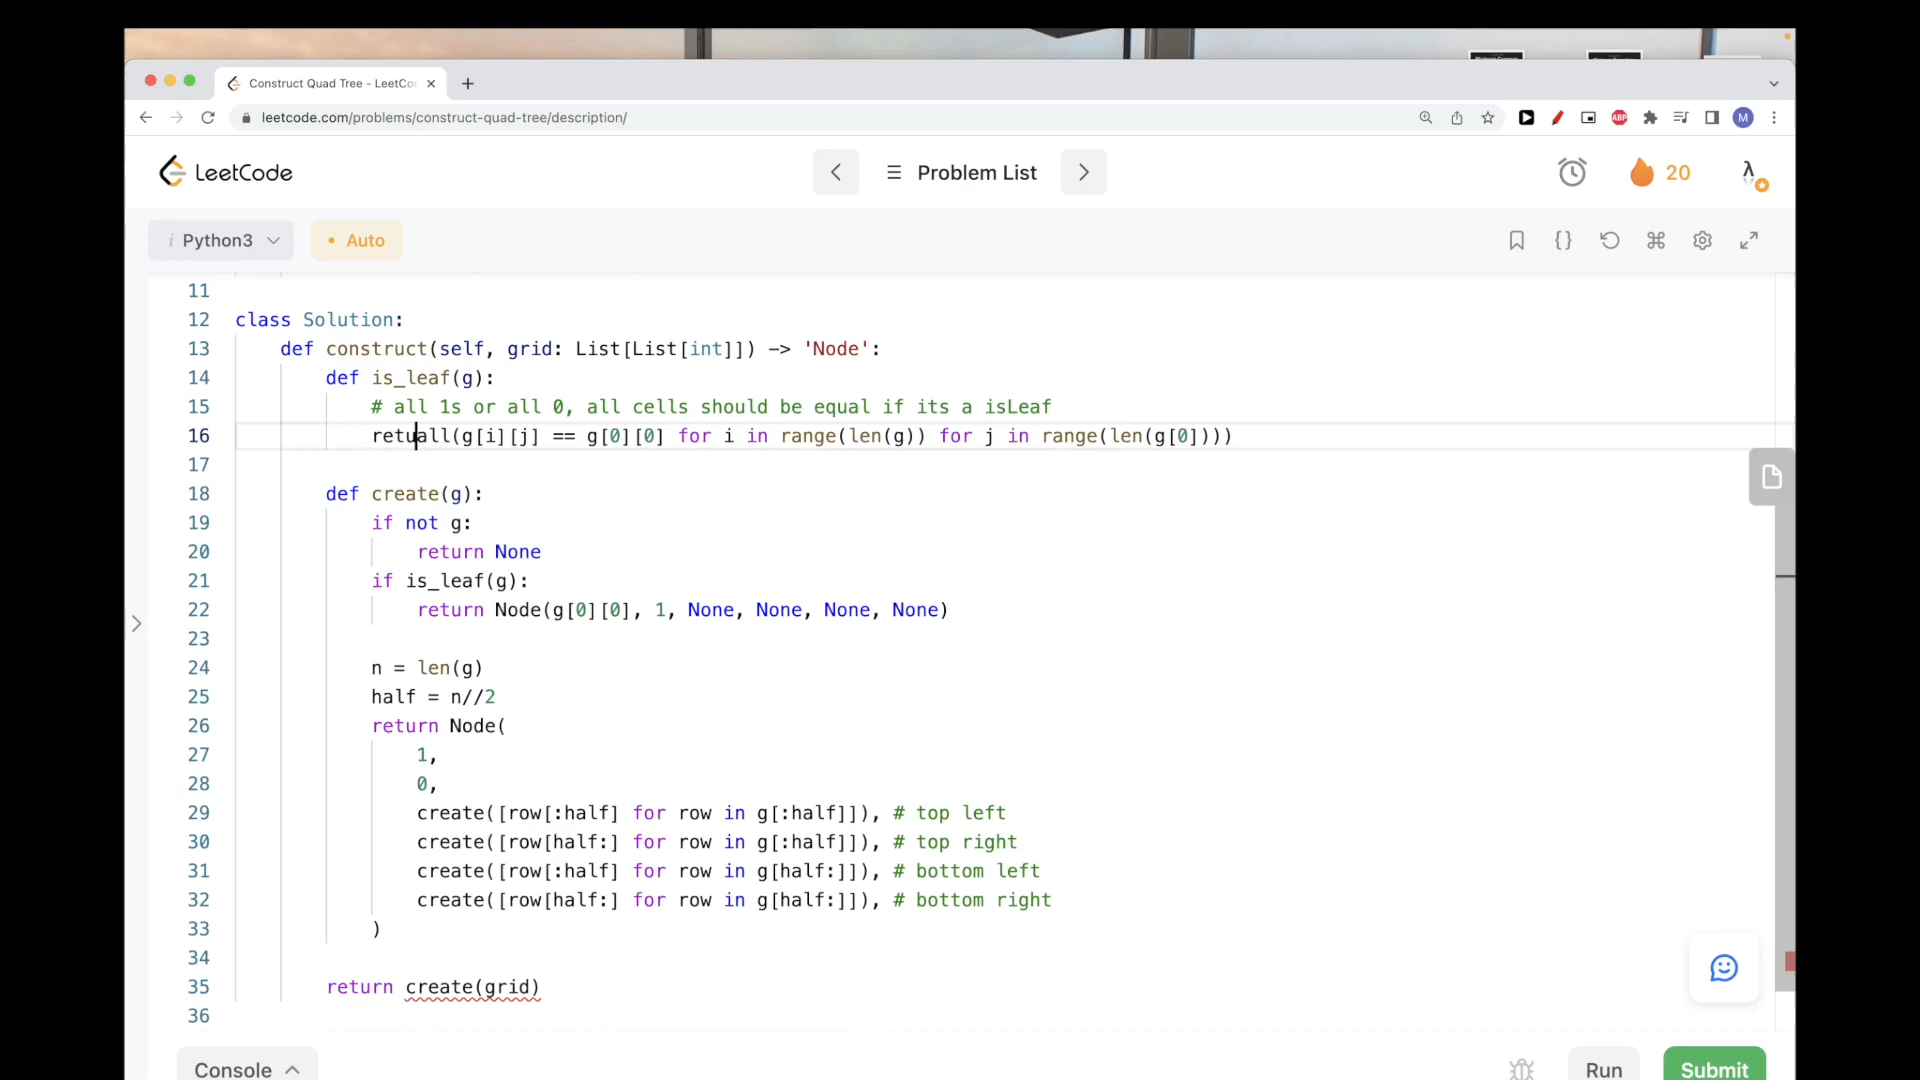 Construct Quad Tree - LeetCo
leetcode.com/problems/construct-quad-tree/description/
ABP
M
LeetCode
Problem List
20
λ
i Python3
• Auto
{}
⌘
11
12 class Solution:
13 def construct(self, grid: List[List[int]]) -> 'Node':
14 def is_leaf(g):
15 # all 1s or all 0, all cells should be equal if its a isLeaf
16 retuall(g[i][j] == g[0][0] for i in range(len(g)) for j in range(len(g[0])))
17
18 def create(g):
19 if not g:
20 return None
21 if is_leaf(g):
22 return Node(g[0][0], 1, None, None, None, None)
23
24 n = len(g)
25 half = n//2
26 return Node(
27 1,
28 0,
29 create([row[:half] for row in g[:half]]), # top left
30 create([row[half:] for row in g[:half]]), # top right
31 create([row[:half] for row in g[half:]]), # bottom left
32 create([row[half:] for row in g[half:]]), # bottom right
33 )
34
35 return create(grid)
36
Console
Run
Submit